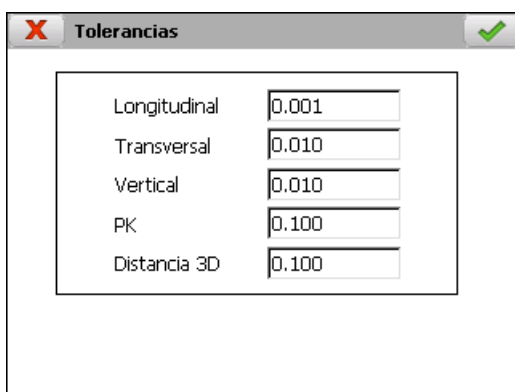 Tolerancias
Longitudinal 0.001
Transversal 0.010
Vertical 0.010
PK 0.100
Distancia 3D 0.100